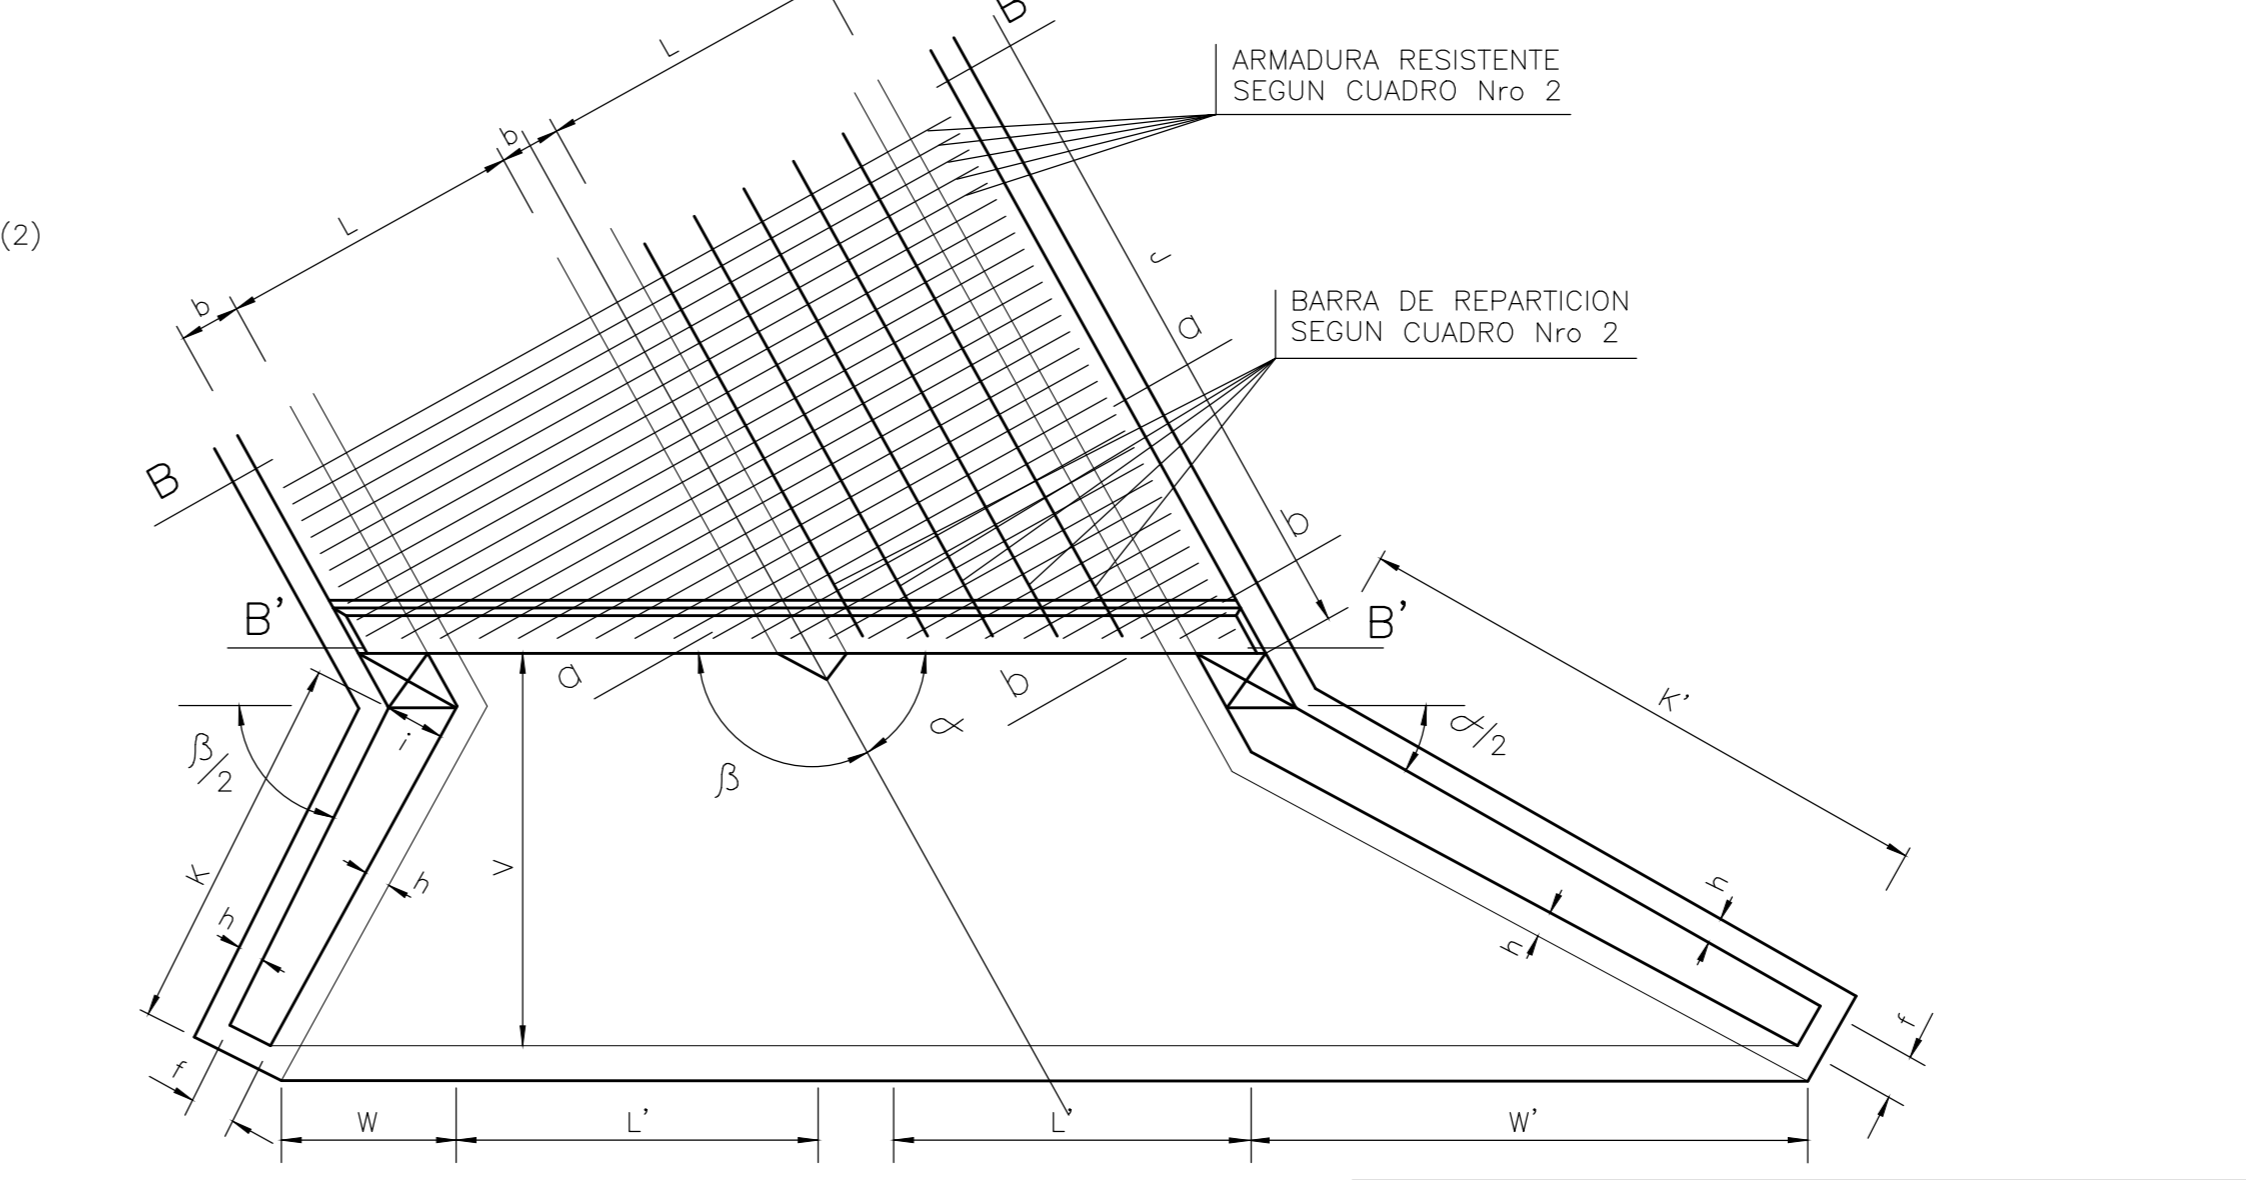 B
L
ARMADURA RESISTENTE
SEGUN CUADRO Nro 2
b
L
(2)
J
b
a
BARRA DE REPARTICION
SEGUN CUADRO Nro 2
B
b
B'
B'
a
b
K'
i
α
α/2
β/2
β
V
K
h
h
h
h
f
f
W
L'
L'
W'